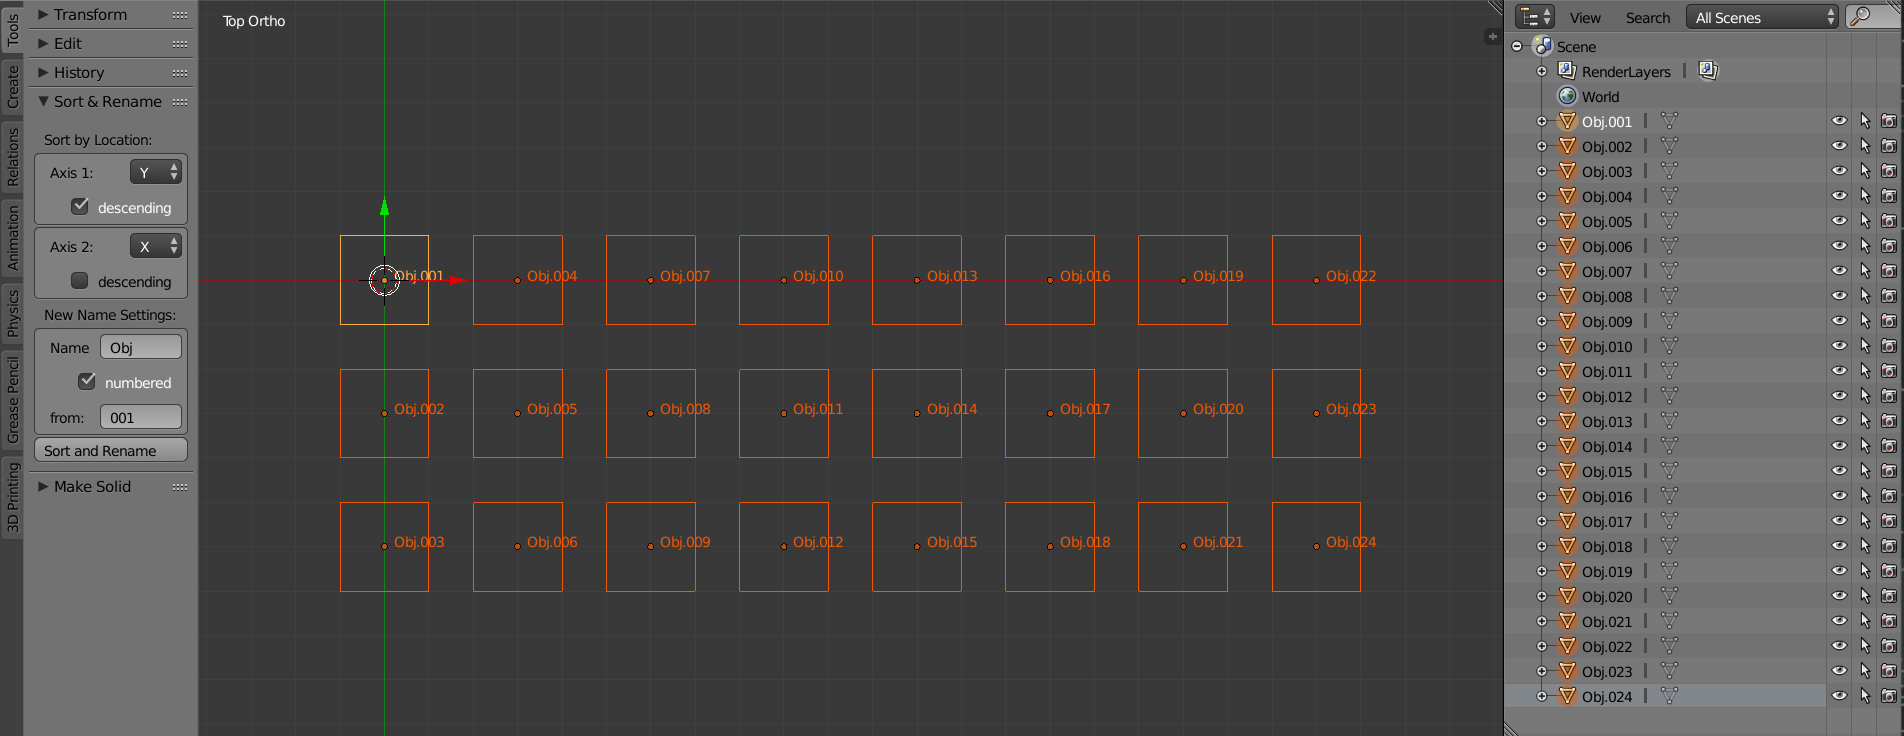 Tools
Create
Relations
Animation
Physics
Grease Pencil
3D Printing
Transform
Edit
History
Sort & Rename
Sort by Location:
Axis 1: Y
descending
Axis 2: X
descending
New Name Settings:
Name Obj
numbered
from: 001
Sort and Rename
Make Solid
Top Ortho
Obj.001 Obj.004 Obj.007 Obj.010 Obj.013 Obj.016 Obj.019 Obj.022
Obj.002 Obj.005 Obj.008 Obj.011 Obj.014 Obj.017 Obj.020 Obj.023
Obj.003 Obj.006 Obj.009 Obj.012 Obj.015 Obj.018 Obj.021 Obj.024
View Search All Scenes
Scene
RenderLayers
World
Obj.001
Obj.002
Obj.003
Obj.004
Obj.005
Obj.006
Obj.007
Obj.008
Obj.009
Obj.010
Obj.011
Obj.012
Obj.013
Obj.014
Obj.015
Obj.016
Obj.017
Obj.018
Obj.019
Obj.020
Obj.021
Obj.022
Obj.023
Obj.024